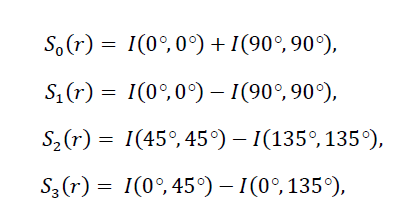 S₀(r) = I(0°, 0°) + I(90°, 90°),
S₁(r) = I(0°, 0°) − I(90°, 90°),
S₂(r) = I(45°, 45°) − I(135°, 135°),
S₃(r) = I(0°, 45°) − I(0°, 135°),